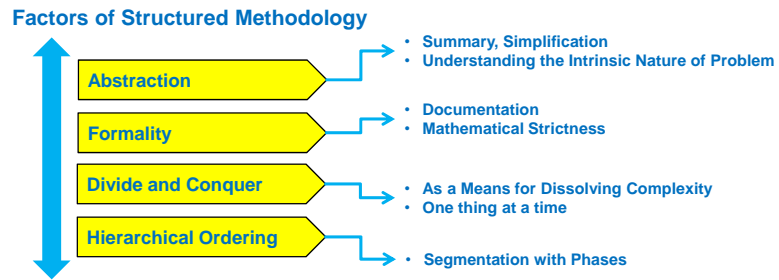 Factors of Structured Methodology
Abstraction
• Summary, Simplification
• Understanding the Intrinsic Nature of Problem
Formality
• Documentation
• Mathematical Strictness
Divide and Conquer
• As a Means for Dissolving Complexity
• One thing at a time
Hierarchical Ordering
• Segmentation with Phases